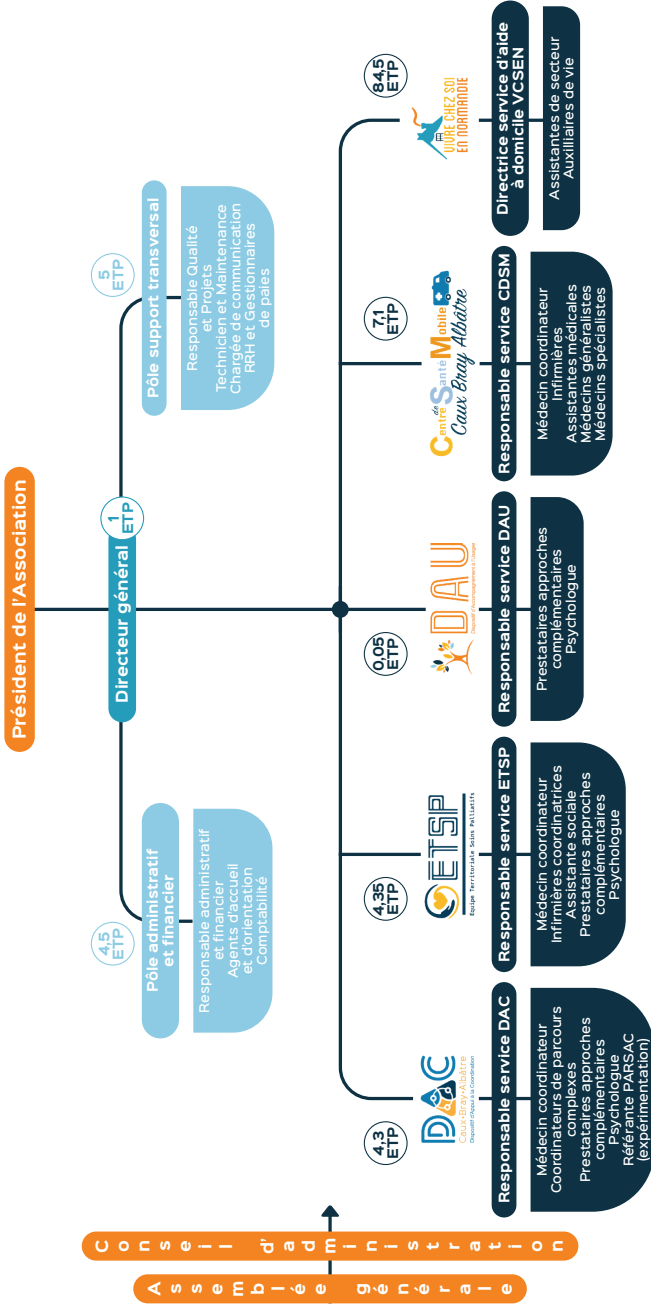 Assemblée générale
Conseil d'administration
Président de l'Association
Directeur général
1
ETP
4,5
ETP
Pôle administratif
et financier
Responsable administratif
et financier
Agents d'accueil
et d'orientation
Comptabilité
5
ETP
Pôle support transversal
Responsable Qualité
et Projets
Technicien et Maintenance
Chargée de communication
RRH et Gestionnaires
de paies
4,3
ETP
DAC
Caux•Bray•Albâtre
Dispositif d'Appui à la Coordination
Responsable service DAC
Médecin coordinateur
Coordinateurs de parcours
complexes
Prestataires approches
complémentaires
Psychologue
Référante PARSAC
(expérimentation)
4,35
ETP
ETSP
Equipe Territoriale Soins Palliatifs
Responsable service ETSP
Médecin coordinateur
Infirmières coordinatrices
Assistante sociale
Prestataires approches
complémentaires
Psychologue
0,05
ETP
DAU
Dispositif d'Accompagnement à l'Usager
Responsable service DAU
Prestataires approches
complémentaires
Psychologue
7,1
ETP
Centre de Santé Mobile
Caux Bray Albâtre
Responsable service CDSM
Médecin coordinateur
Infirmières
Assistantes médicales
Médecins généralistes
Médecins spécialistes
84,5
ETP
VIVRE CHEZ SOI
EN NORMANDIE
Directrice service d'aide
à domicile VCSEN
Assistantes de secteur
Auxilliaires de vie